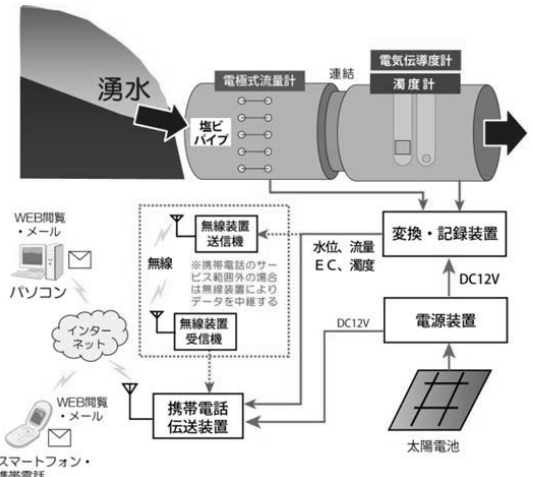 湧水
電極式流量計
連結
電気伝導度計
濁度計
塩ビ
パイプ
WEB閲覧
・メール
パソコン
無線装置
送信機
無線
※携帯電話のサー
ビス範囲外の場合
は無線装置により
データを中継する
無線装置
受信機
水位、流量
EC、濁度
変換・記録装置
DC12V
DC12V
電源装置
インター
ネット
WEB閲覧
・メール
携帯電話
伝送装置
太陽電池
スマートフォン・
携帯電話